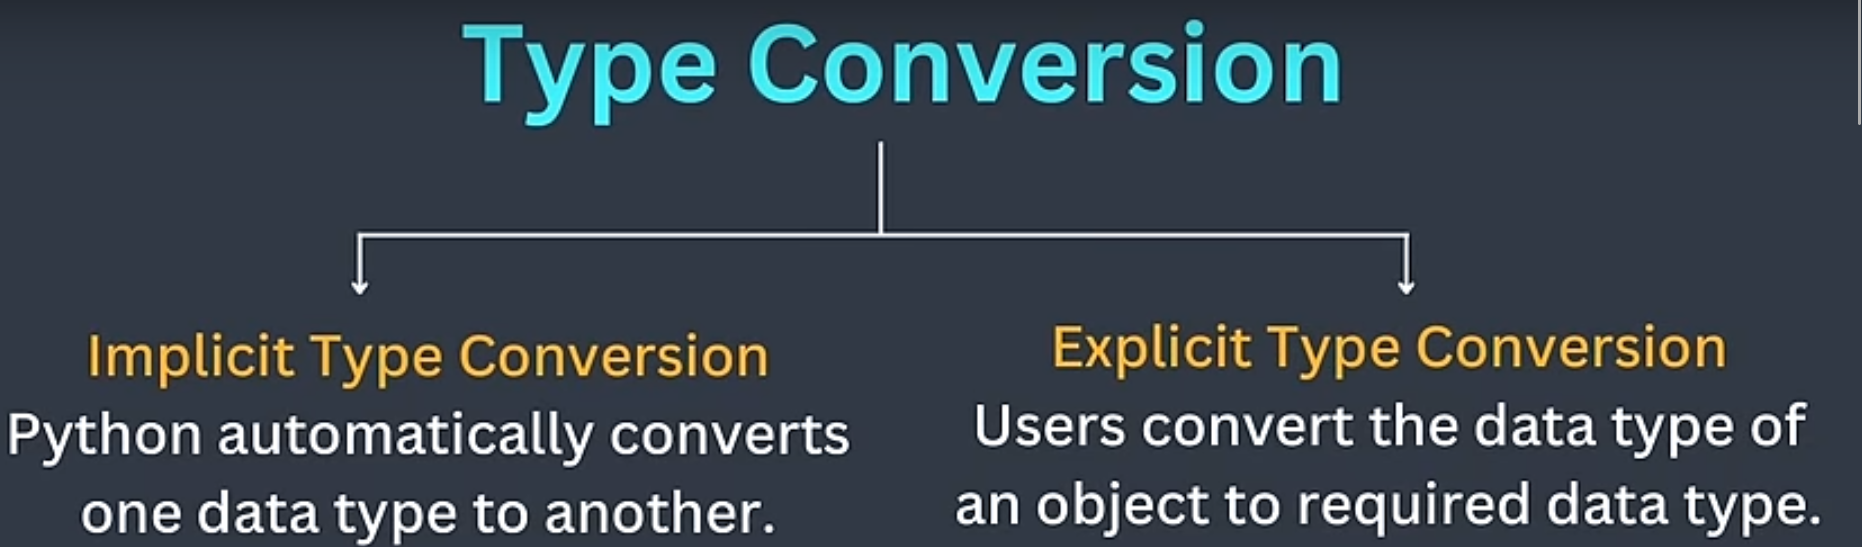 Type Conversion
Implicit Type Conversion
Python automatically converts
one data type to another.
Explicit Type Conversion
Users convert the data type of
an object to required data type.